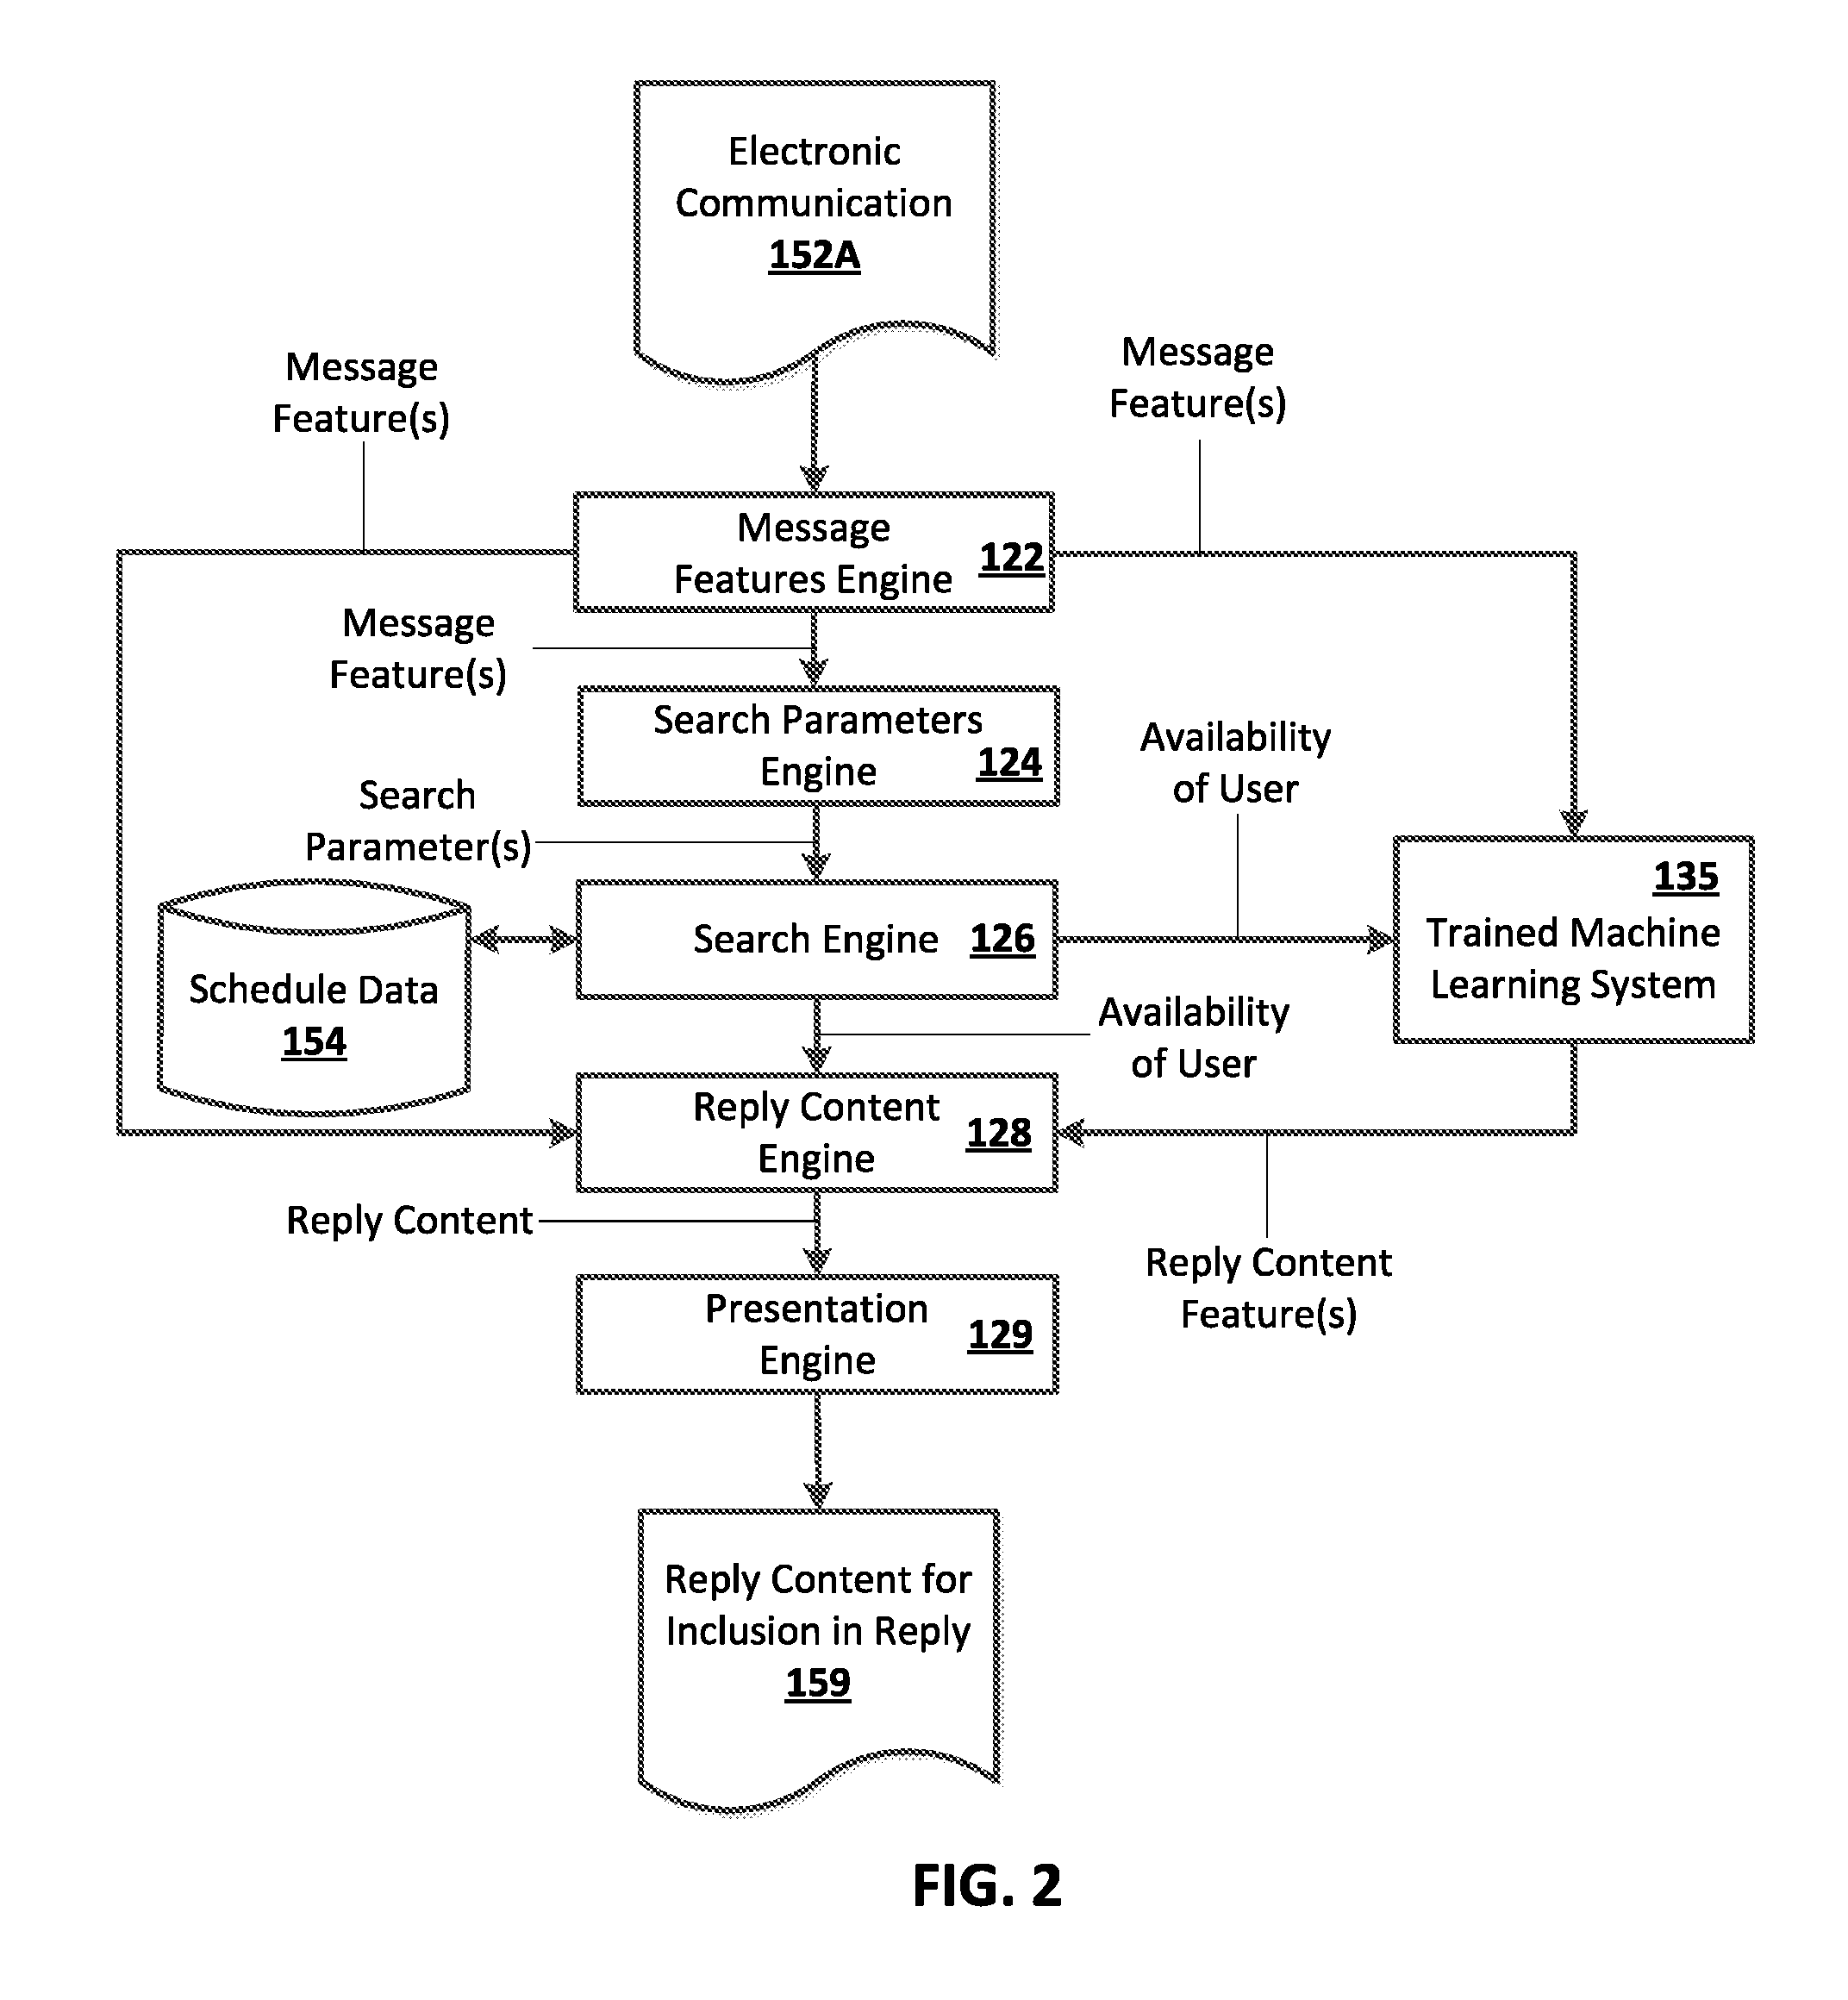 Electronic
Communication
152A
Message
Feature(s)
Message
Feature(s)
Message
Features Engine
122
Message
Feature(s)
Search Parameters
Engine
124
Availability
of User
Search
Parameter(s)
135
Trained Machine
Learning System
Search Engine 126
Schedule Data
154
Availability
of User
Reply Content
Engine
128
Reply Content
Reply Content
Feature(s)
Presentation
Engine
129
Reply Content for
Inclusion in Reply
159
FIG. 2